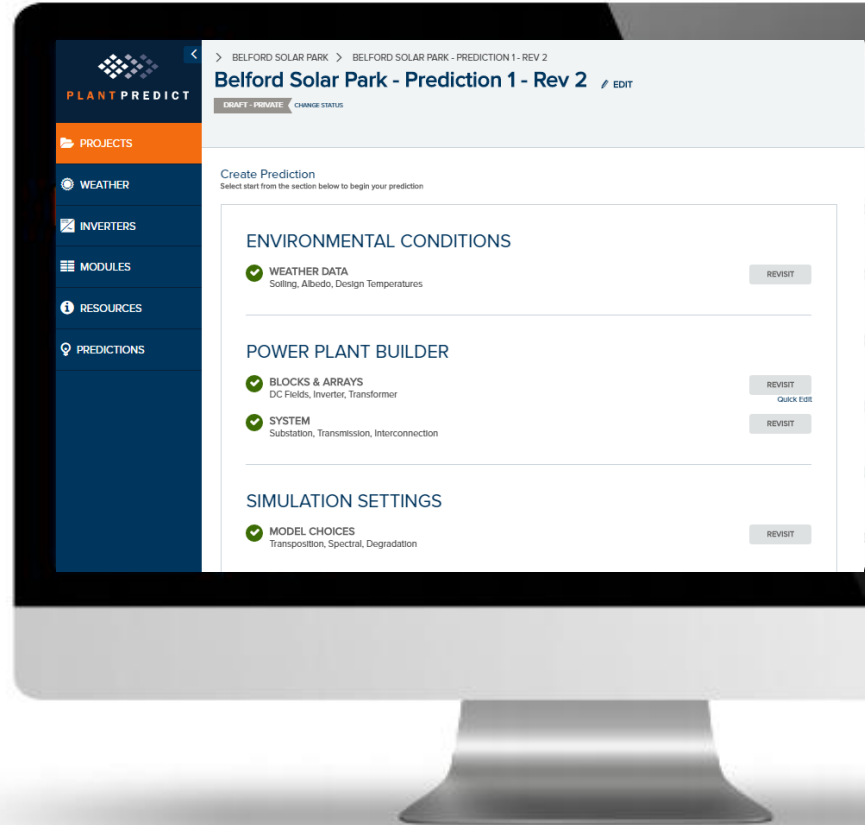 PLANTPREDICT
PROJECTS
WEATHER
INVERTERS
MODULES
RESOURCES
PREDICTIONS
> BELFORD SOLAR PARK > BELFORD SOLAR PARK - PREDICTION 1 - REV 2
Belford Solar Park - Prediction 1 - Rev 2 EDIT
DRAFT - PRIVATE CHANGE STATUS
Create Prediction
Select start from the section below to begin your prediction
ENVIRONMENTAL CONDITIONS
WEATHER DATA REVISIT
Soiling, Albedo, Design Temperatures
POWER PLANT BUILDER
BLOCKS & ARRAYS REVISIT
DC Fields, Inverter, Transformer
Quick Edit
SYSTEM REVISIT
Substation, Transmission, Interconnection
SIMULATION SETTINGS
MODEL CHOICES REVISIT
Transposition, Spectral, Degradation